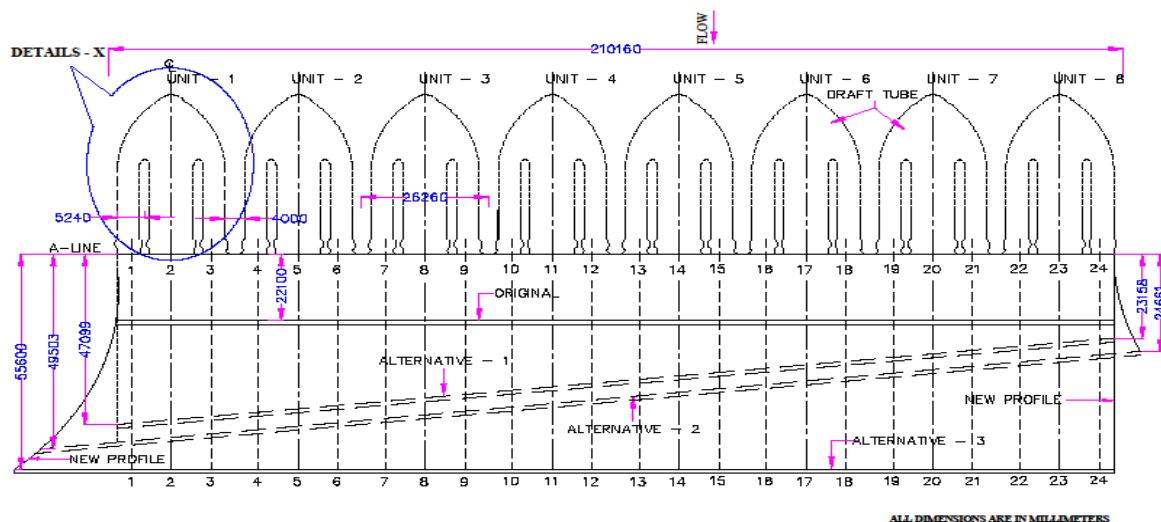 FLOW
DETAILS - X
210160
℄
UNIT - 1 UNIT - 2 UNIT - 3 UNIT - 4 UNIT - 5 UNIT - 6 UNIT - 7 UNIT - 8
DRAFT TUBE
26260
5240 4000
A-LINE
1 2 3 4 5 6 7 8 9 10 11 12 13 14 15 16 17 18 19 20 21 22 23 24
22100
ORIGINAL
23158
24661
47099
49503
55600
ALTERNATIVE - 1
NEW PROFILE
ALTERNATIVE - 2
ALTERNATIVE - 3
NEW PROFILE
1 2 3 4 5 6 7 8 9 10 11 12 13 14 15 16 17 18 19 20 21 22 23 24
ALL DIMENSIONS ARE IN MILLIMETERS